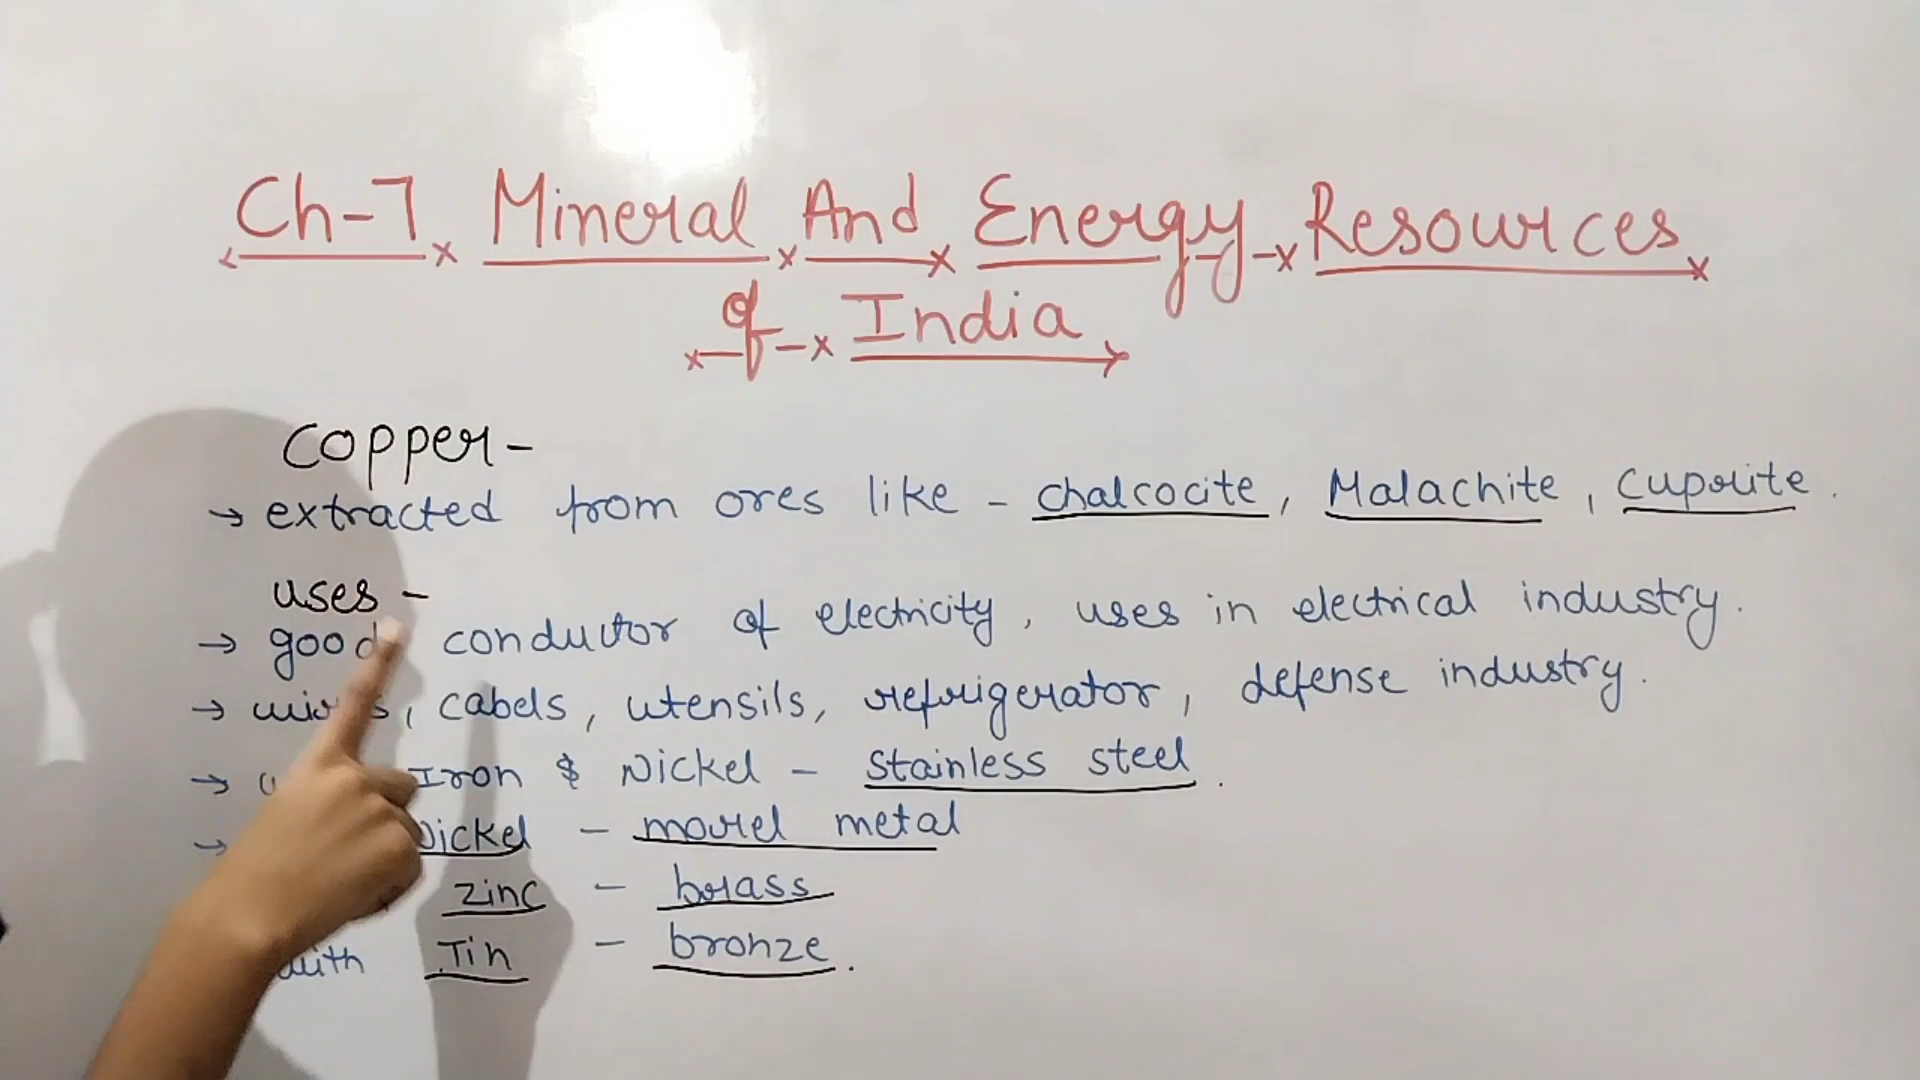 Ch-7 Mineral And Energy Resources
of India
Copper-
→ extracted from ores like - chalcocite, Malachite, Cuprite.
uses -
→ good conductor of electricity, uses in electrical industry.
→ cabels, utensils, refrigerator, defense industry.
→ Iron & Nickel - stainless steel.
→ Nickel - morel metal
zinc - brass
with Tin - bronze.